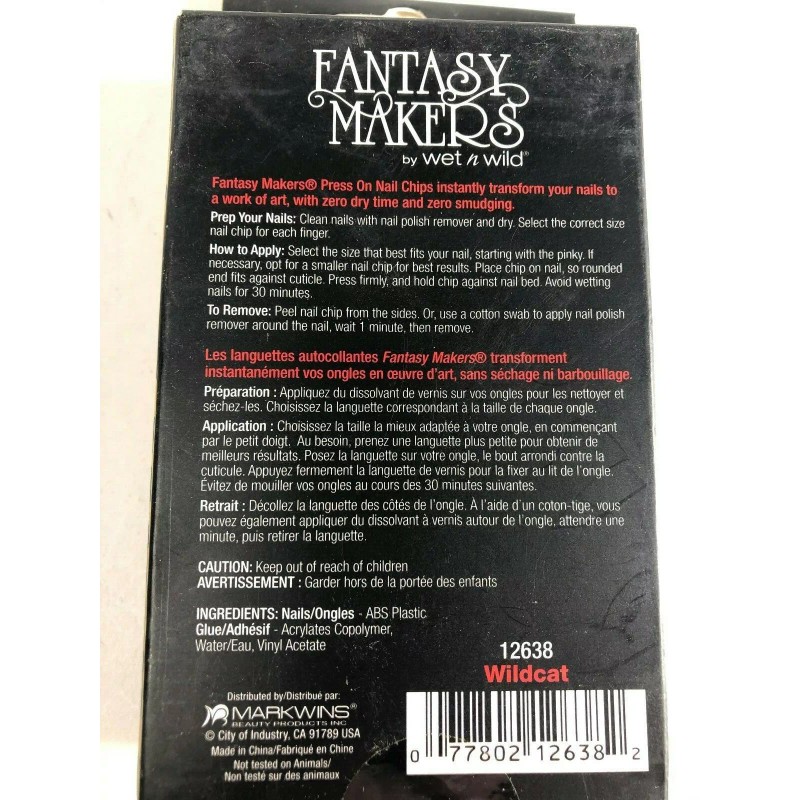 FANTASY
MAKERS
by wet n wild®
Fantasy Makers® Press On Nail Chips instantly transform your nails to
a work of art, with zero dry time and zero smudging.
Prep Your Nails: Clean nails with nail polish remover and dry. Select the correct size
nail chip for each finger.
How to Apply: Select the size that best fits your nail, starting with the pinky. If
necessary, opt for a smaller nail chip for best results. Place chip on nail, so rounded
end fits against cuticle. Press firmly, and hold chip against nail bed. Avoid wetting
nails for 30 minutes.
To Remove: Peel nail chip from the sides. Or, use a cotton swab to apply nail polish
remover around the nail, wait 1 minute, then remove.
Les languettes autocollantes Fantasy Makers® transforment
instantanément vos ongles en œuvre d'art, sans séchage ni barbouillage.
Préparation : Appliquez du dissolvant de vernis sur vos ongles pour les nettoyer et
séchez-les. Choisissez la languette correspondant à la taille de chaque ongle.
Application : Choisissez la taille la mieux adaptée à votre ongle, en commençant
par le petit doigt. Au besoin, prenez une languette plus petite pour obtenir de
meilleurs résultats. Posez la languette sur votre ongle, le bout arrondi contre la
cuticule. Appuyez fermement la languette de vernis pour la fixer au lit de l'ongle.
Évitez de mouiller vos ongles au cours des 30 minutes suivantes.
Retrait : Décollez la languette des côtés de l'ongle. À l'aide d'un coton-tige, vous
pouvez également appliquer du dissolvant à vernis autour de l'ongle, attendre une
minute, puis retirer la languette.
CAUTION: Keep out of reach of children
AVERTISSEMENT : Garder hors de la portée des enfants
INGREDIENTS: Nails/Ongles - ABS Plastic
Glue/Adhésif - Acrylates Copolymer,
Water/Eau, Vinyl Acetate
12638
Wildcat
Distributed by/Distribué par:
MARKWINS®
BEAUTY PRODUCTS INC
© City of Industry, CA 91789 USA
Made in China/Fabriqué en Chine
Not tested on Animals/
Non testé sur des animaux
0 77802 12638 2